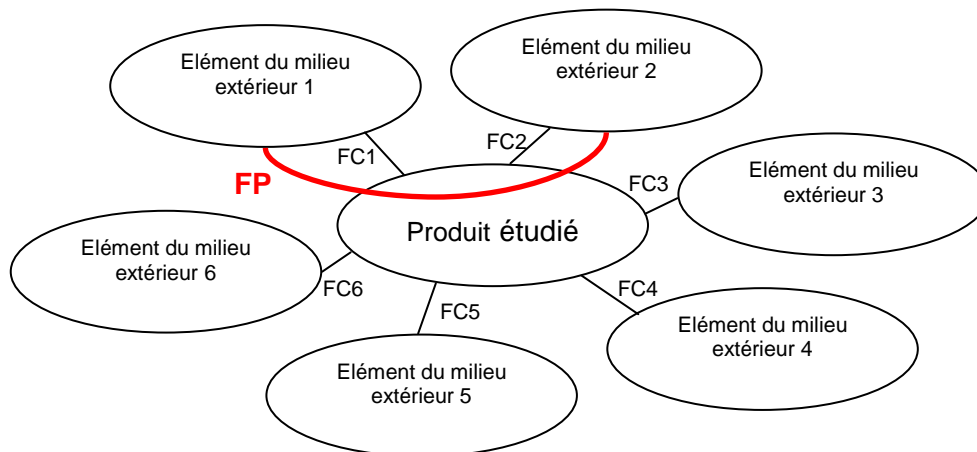 Elément du milieu
extérieur 1
Elément du milieu
extérieur 2
FC1
FC2
FP
FC3
Elément du milieu
extérieur 3
Produit étudié
Elément du milieu
extérieur 6
FC6
FC4
FC5
Elément du milieu
extérieur 4
Elément du milieu
extérieur 5